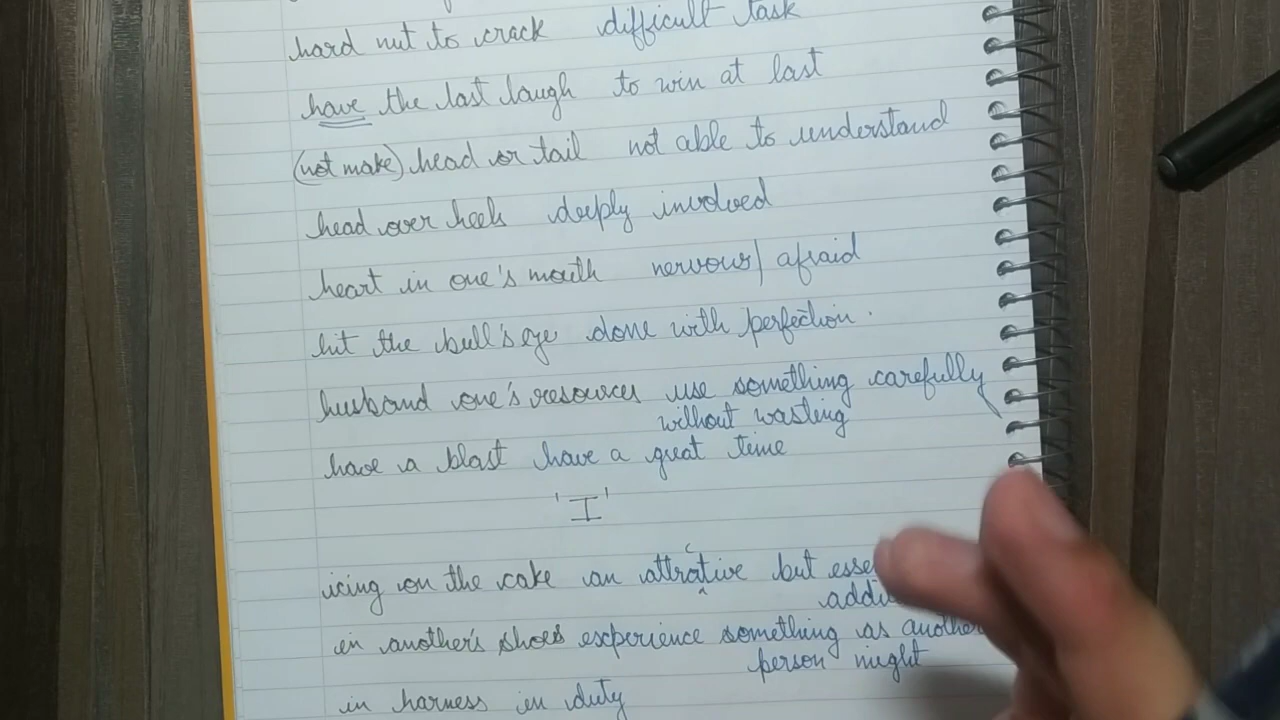 hard nut to crack difficult task
have the last laugh to win at last
(not make) head or tail not able to understand
head over heels deeply involved
heart in one's mouth nervous/afraid
hit the bull's eye done with perfection.
husband one's resources use something carefully
without wasting
have a blast have a great time
'I'
icing on the cake an attrative but
c
^
in another's shoes experience something as
person might
in harness in duty